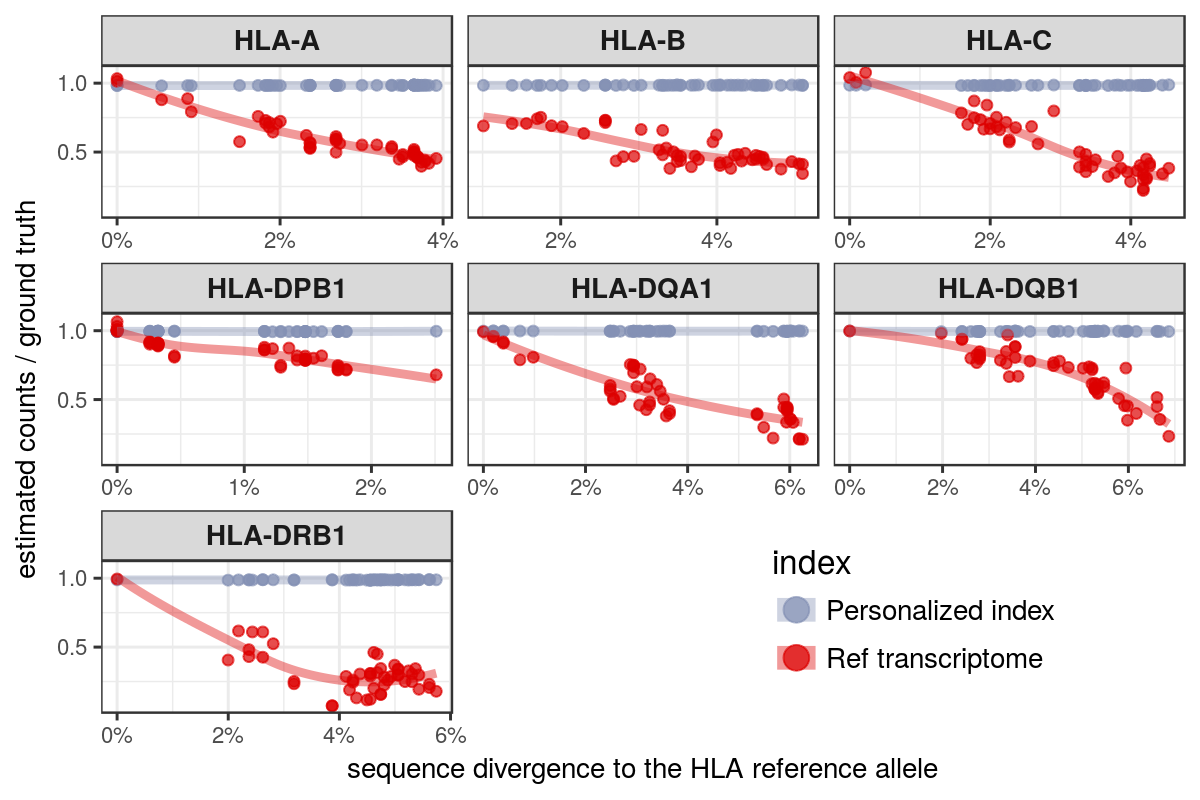 HLA-A HLA-B HLA-C
1.0
0.5
0% 2% 4% 2% 4% 0% 2% 4%
HLA-DPB1 HLA-DQA1 HLA-DQB1
1.0
0.5
0% 1% 2% 0% 2% 4% 6% 0% 2% 4% 6%
HLA-DRB1
1.0
0.5
0% 2% 4% 6%
estimated counts / ground truth
sequence divergence to the HLA reference allele
index
Personalized index
Ref transcriptome